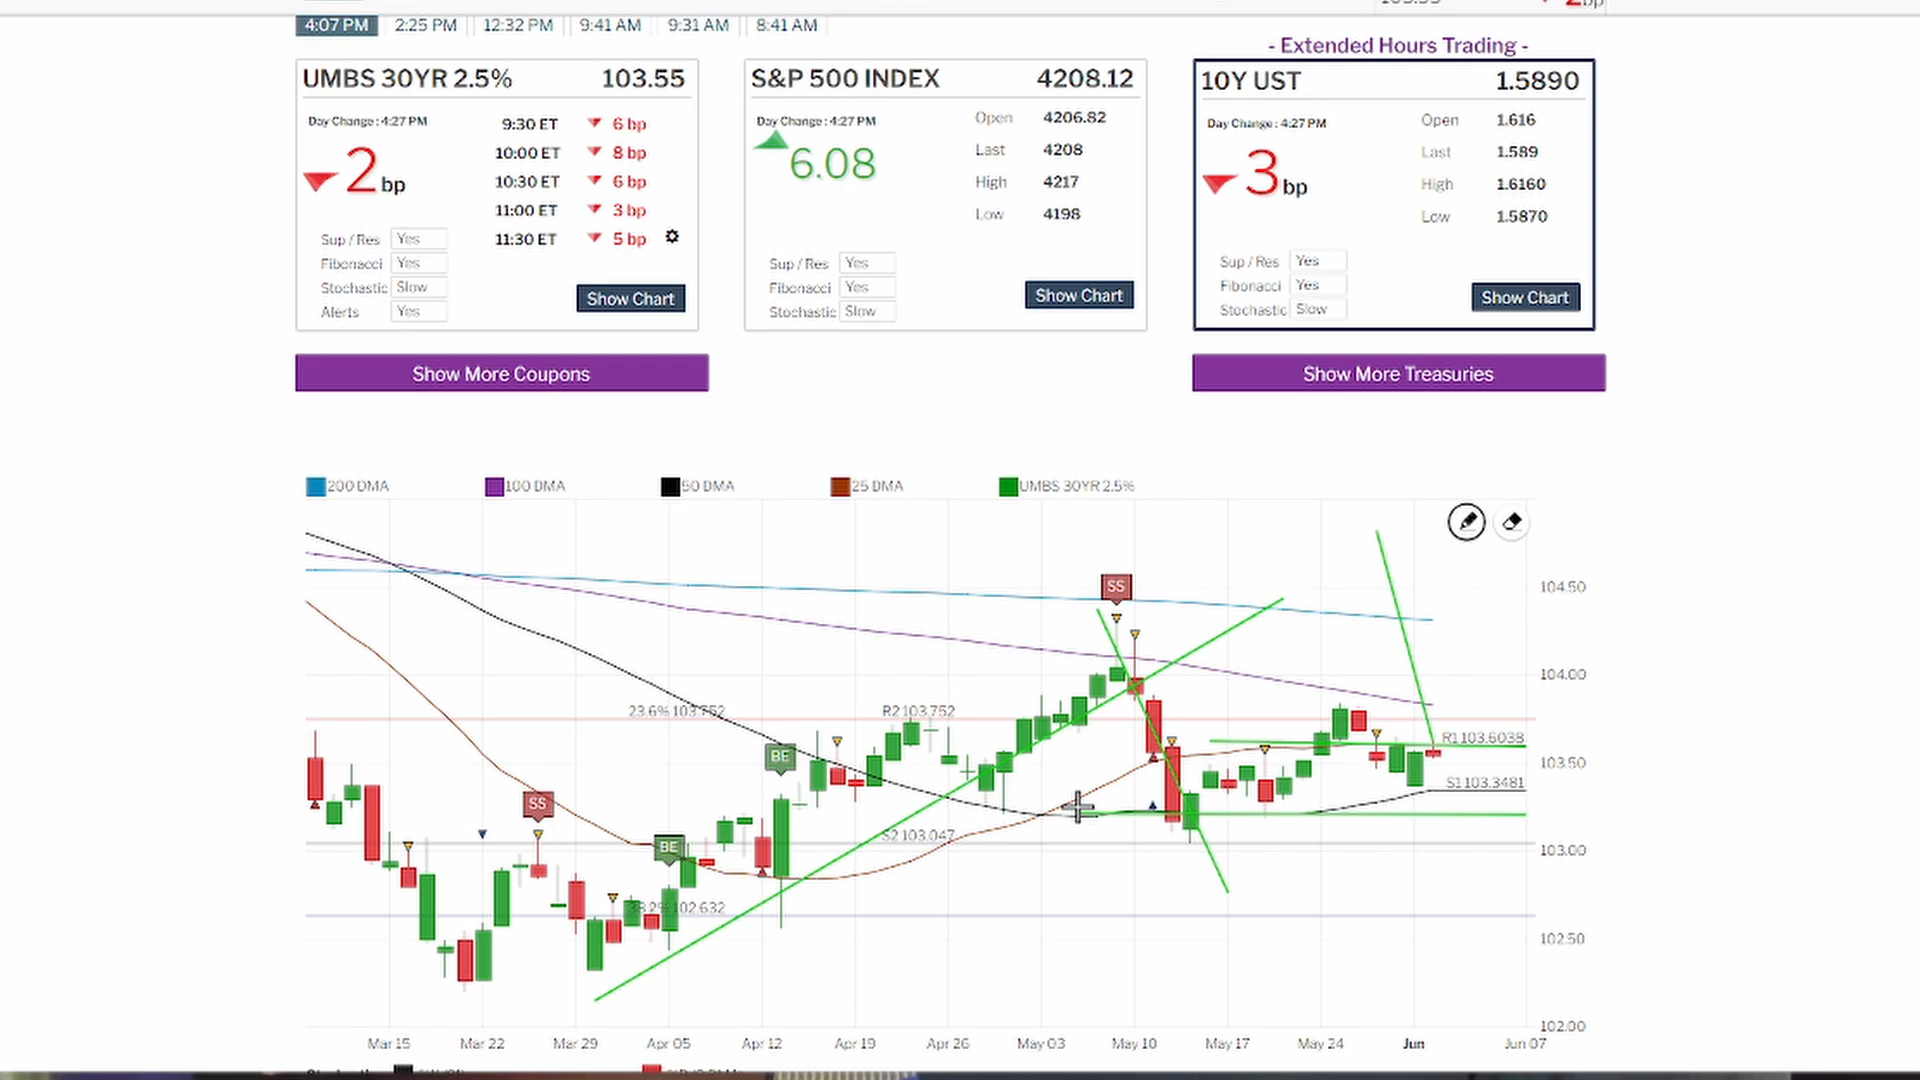 4:07 PM 2:25 PM 12:32 PM 9:41 AM 9:31 AM 8:41 AM
- Extended Hours Trading -
UMBS 30YR 2.5% 103.55
Day Change : 4:27 PM
2 bp
9:30 ET 6 bp
10:00 ET 8 bp
10:30 ET 6 bp
11:00 ET 3 bp
11:30 ET 5 bp
Sup / Res Yes
Fibonacci Yes
Stochastic Slow
Alerts Yes
Show Chart
S&P 500 INDEX 4208.12
Day Change : 4:27 PM
6.08
Open 4206.82
Last 4208
High 4217
Low 4198
Sup / Res Yes
Fibonacci Yes
Stochastic Slow
Show Chart
10Y UST 1.5890
Day Change : 4:27 PM
3 bp
Open 1.616
Last 1.589
High 1.6160
Low 1.5870
Sup / Res Yes
Fibonacci Yes
Stochastic Slow
Show Chart
Show More Coupons
Show More Treasuries
200 DMA 100 DMA 50 DMA 25 DMA UMBS 30YR 2.5%
SS
104.50
104.00
23.6% 103.752 R2 103.752
R1 103.6038
BE
103.50
S1 103.3481
SS
S2 103.047
BE
103.00
38.2% 102.632
102.50
102.00
Mar 15 Mar 22 Mar 29 Apr 05 Apr 12 Apr 19 Apr 26 May 03 May 10 May 17 May 24 Jun Jun 07